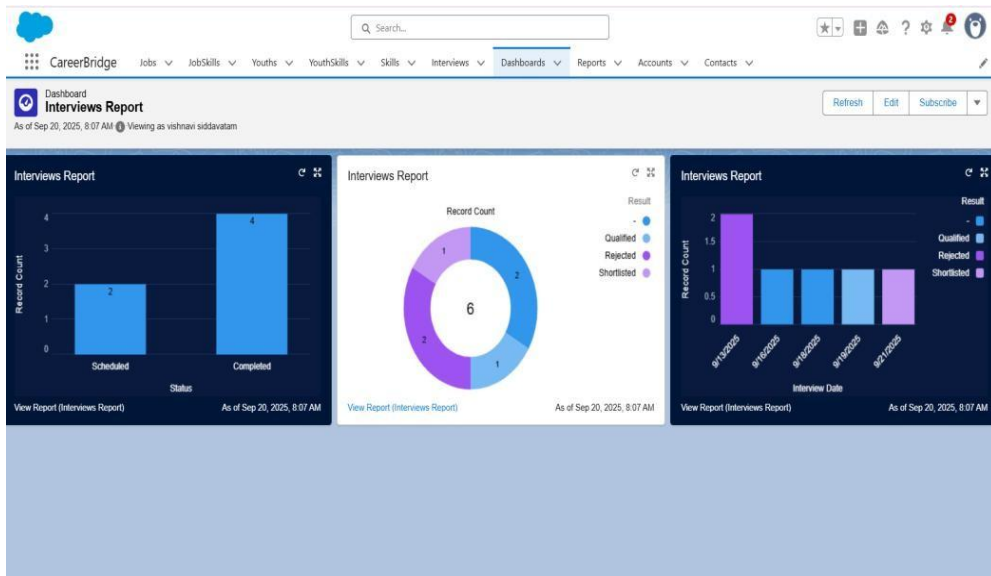 Search...
2
CareerBridge Jobs JobSkills Youths YouthSkills Skills Interviews Dashboards Reports Accounts Contacts
Dashboard
Interviews Report
As of Sep 20, 2025, 8:07 AM Viewing as vishnavi siddavatam
Refresh Edit Subscribe
Interviews Report
Record Count
4
3
2
1
0
2
4
Scheduled Completed
Status
View Report (Interviews Report) As of Sep 20, 2025, 8:07 AM
Interviews Report
Record Count
Result
-
Qualified
Rejected
Shortlisted
1
2
6
2
1
View Report (Interviews Report) As of Sep 20, 2025, 8:07 AM
Interviews Report
Result
-
Qualified
Rejected
Shortlisted
Record Count
2
1.5
1
0.5
0
2
1
1
1
1
9/13/2025 9/16/2025 9/18/2025 9/19/2025 9/21/2025
Interview Date
View Report (Interviews Report) As of Sep 20, 2025, 8:07 AM